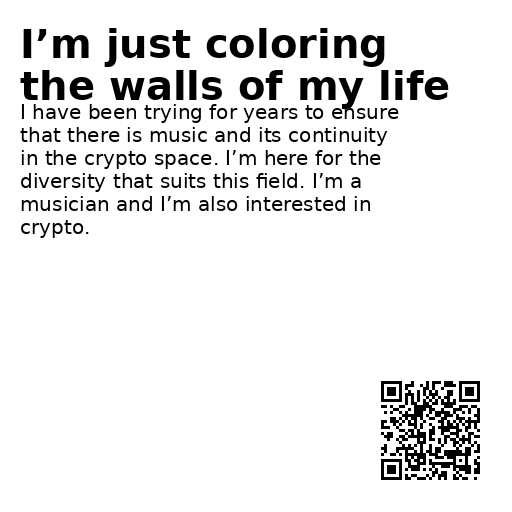 I’m just coloring
the walls of my life
I have been trying for years to ensure
that there is music and its continuity
in the crypto space. I’m here for the
diversity that suits this field. I’m a
musician and I’m also interested in
crypto.